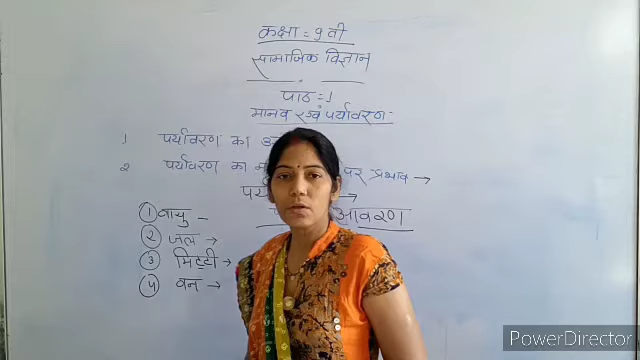 कक्षा = 9 वी
सामाजिक विज्ञान
पाठ = 1
मानव एवं पर्यावरण
1 पर्यावरण का
2 पर्यावरण का पर प्रभाव →
→
① वायु – आवरण
② जल →
③ मिट्टी →
④ वन →
PowerDirector